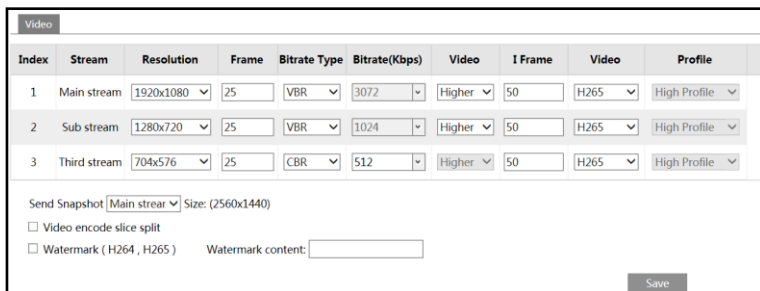 Video
Index Stream Resolution Frame Bitrate Type Bitrate(Kbps) Video I Frame Video Profile
1 Main stream 1920x1080 25 VBR 3072 Higher 50 H265 High Profile
2 Sub stream 1280x720 25 VBR 1024 Higher 50 H265 High Profile
3 Third stream 704x576 25 CBR 512 Higher 50 H265 High Profile
Send Snapshot Main strear Size: (2560x1440)
Video encode slice split
Watermark ( H264 , H265 ) Watermark content:
Save